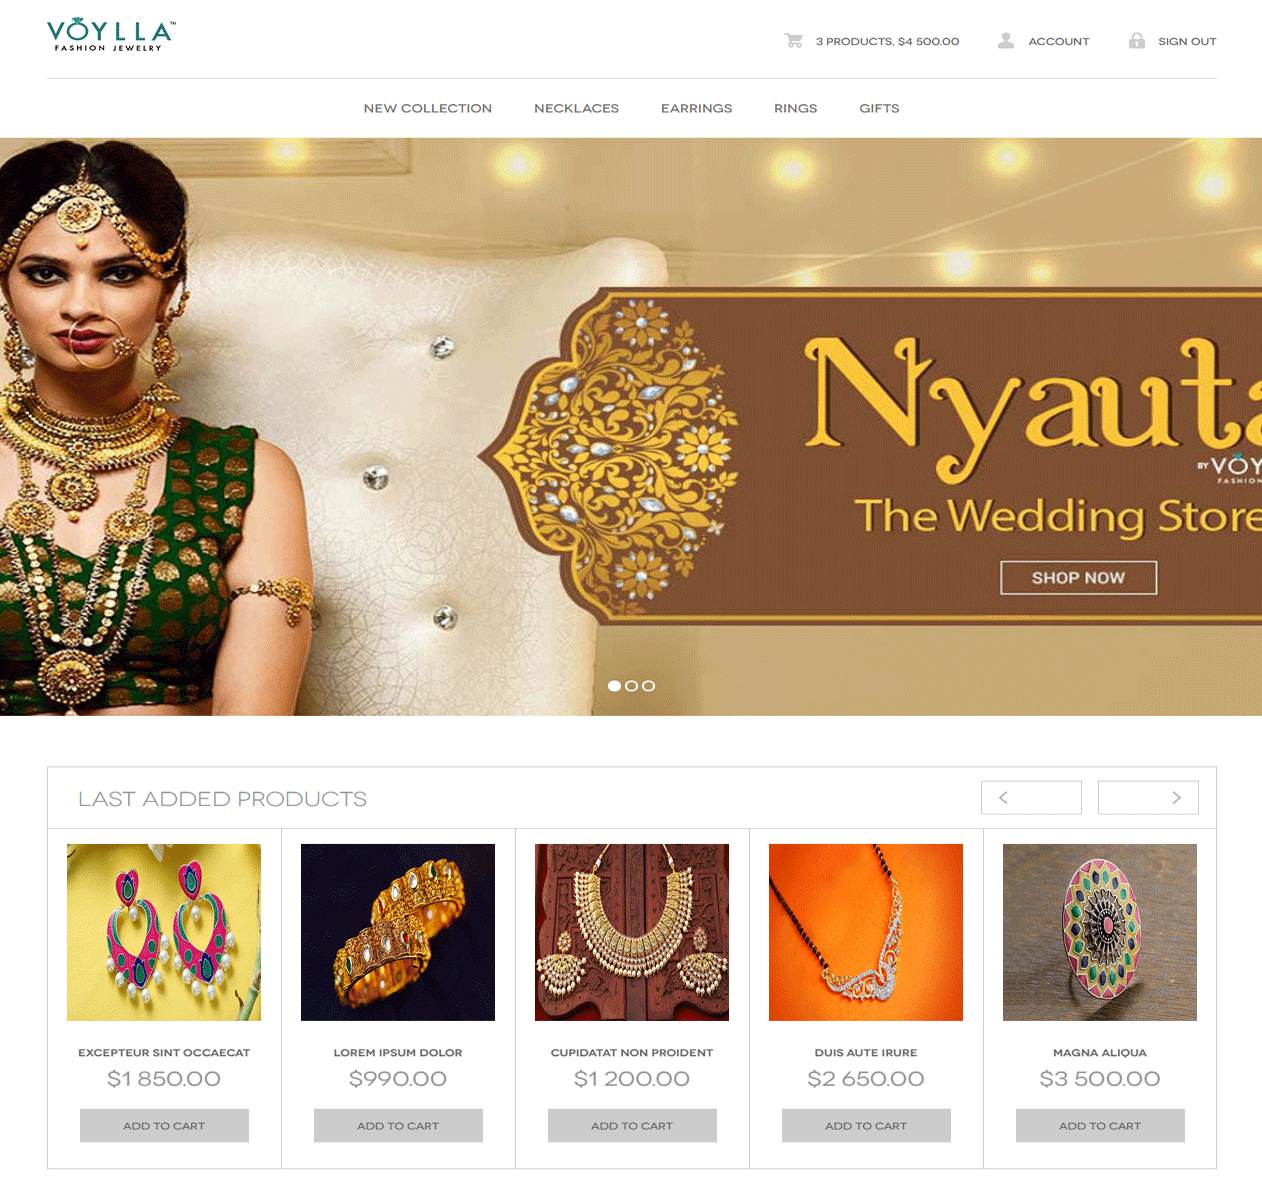 VOYLLA™
FASHION JEWELRY
3 PRODUCTS, $4 500.00 ACCOUNT SIGN OUT
NEW COLLECTION NECKLACES EARRINGS RINGS GIFTS
Nyauta
BY VOY
FASHION
The Wedding Store
SHOP NOW
LAST ADDED PRODUCTS
EXCEPTEUR SINT OCCAECAT LOREM IPSUM DOLOR CUPIDATAT NON PROIDENT DUIS AUTE IRURE MAGNA ALIQUA
$1 850.00 $990.00 $1 200.00 $2 650.00 $3 500.00
ADD TO CART ADD TO CART ADD TO CART ADD TO CART ADD TO CART